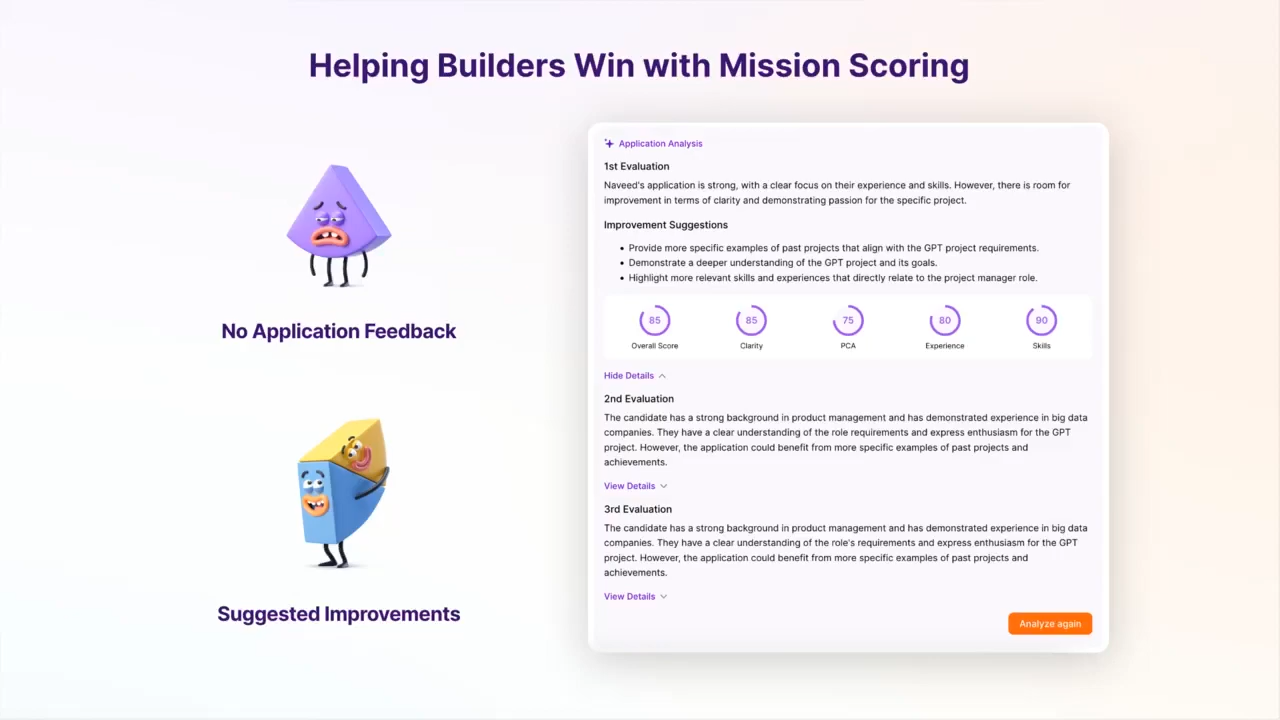 Helping Builders Win with Mission Scoring
No Application Feedback
Suggested Improvements
Application Analysis
1st Evaluation
Naveed's application is strong, with a clear focus on their experience and skills. However, there is room for
improvement in terms of clarity and demonstrating passion for the specific project.
Improvement Suggestions
• Provide more specific examples of past projects that align with the GPT project requirements.
• Demonstrate a deeper understanding of the GPT project and its goals.
• Highlight more relevant skills and experiences that directly relate to the project manager role.
85 85 75 80 90
Overall Score Clarity PCA Experience Skills
Hide Details
2nd Evaluation
The candidate has a strong background in product management and has demonstrated experience in big data
companies. They have a clear understanding of the role requirements and express enthusiasm for the GPT
project. However, the application could benefit from more specific examples of past projects and
achievements.
View Details
3rd Evaluation
The candidate has a strong background in product management and has demonstrated experience in big data
companies. They have a clear understanding of the role's requirements and express enthusiasm for the GPT
project. However, the application could benefit from more specific examples of past projects and
achievements.
View Details
Analyze again